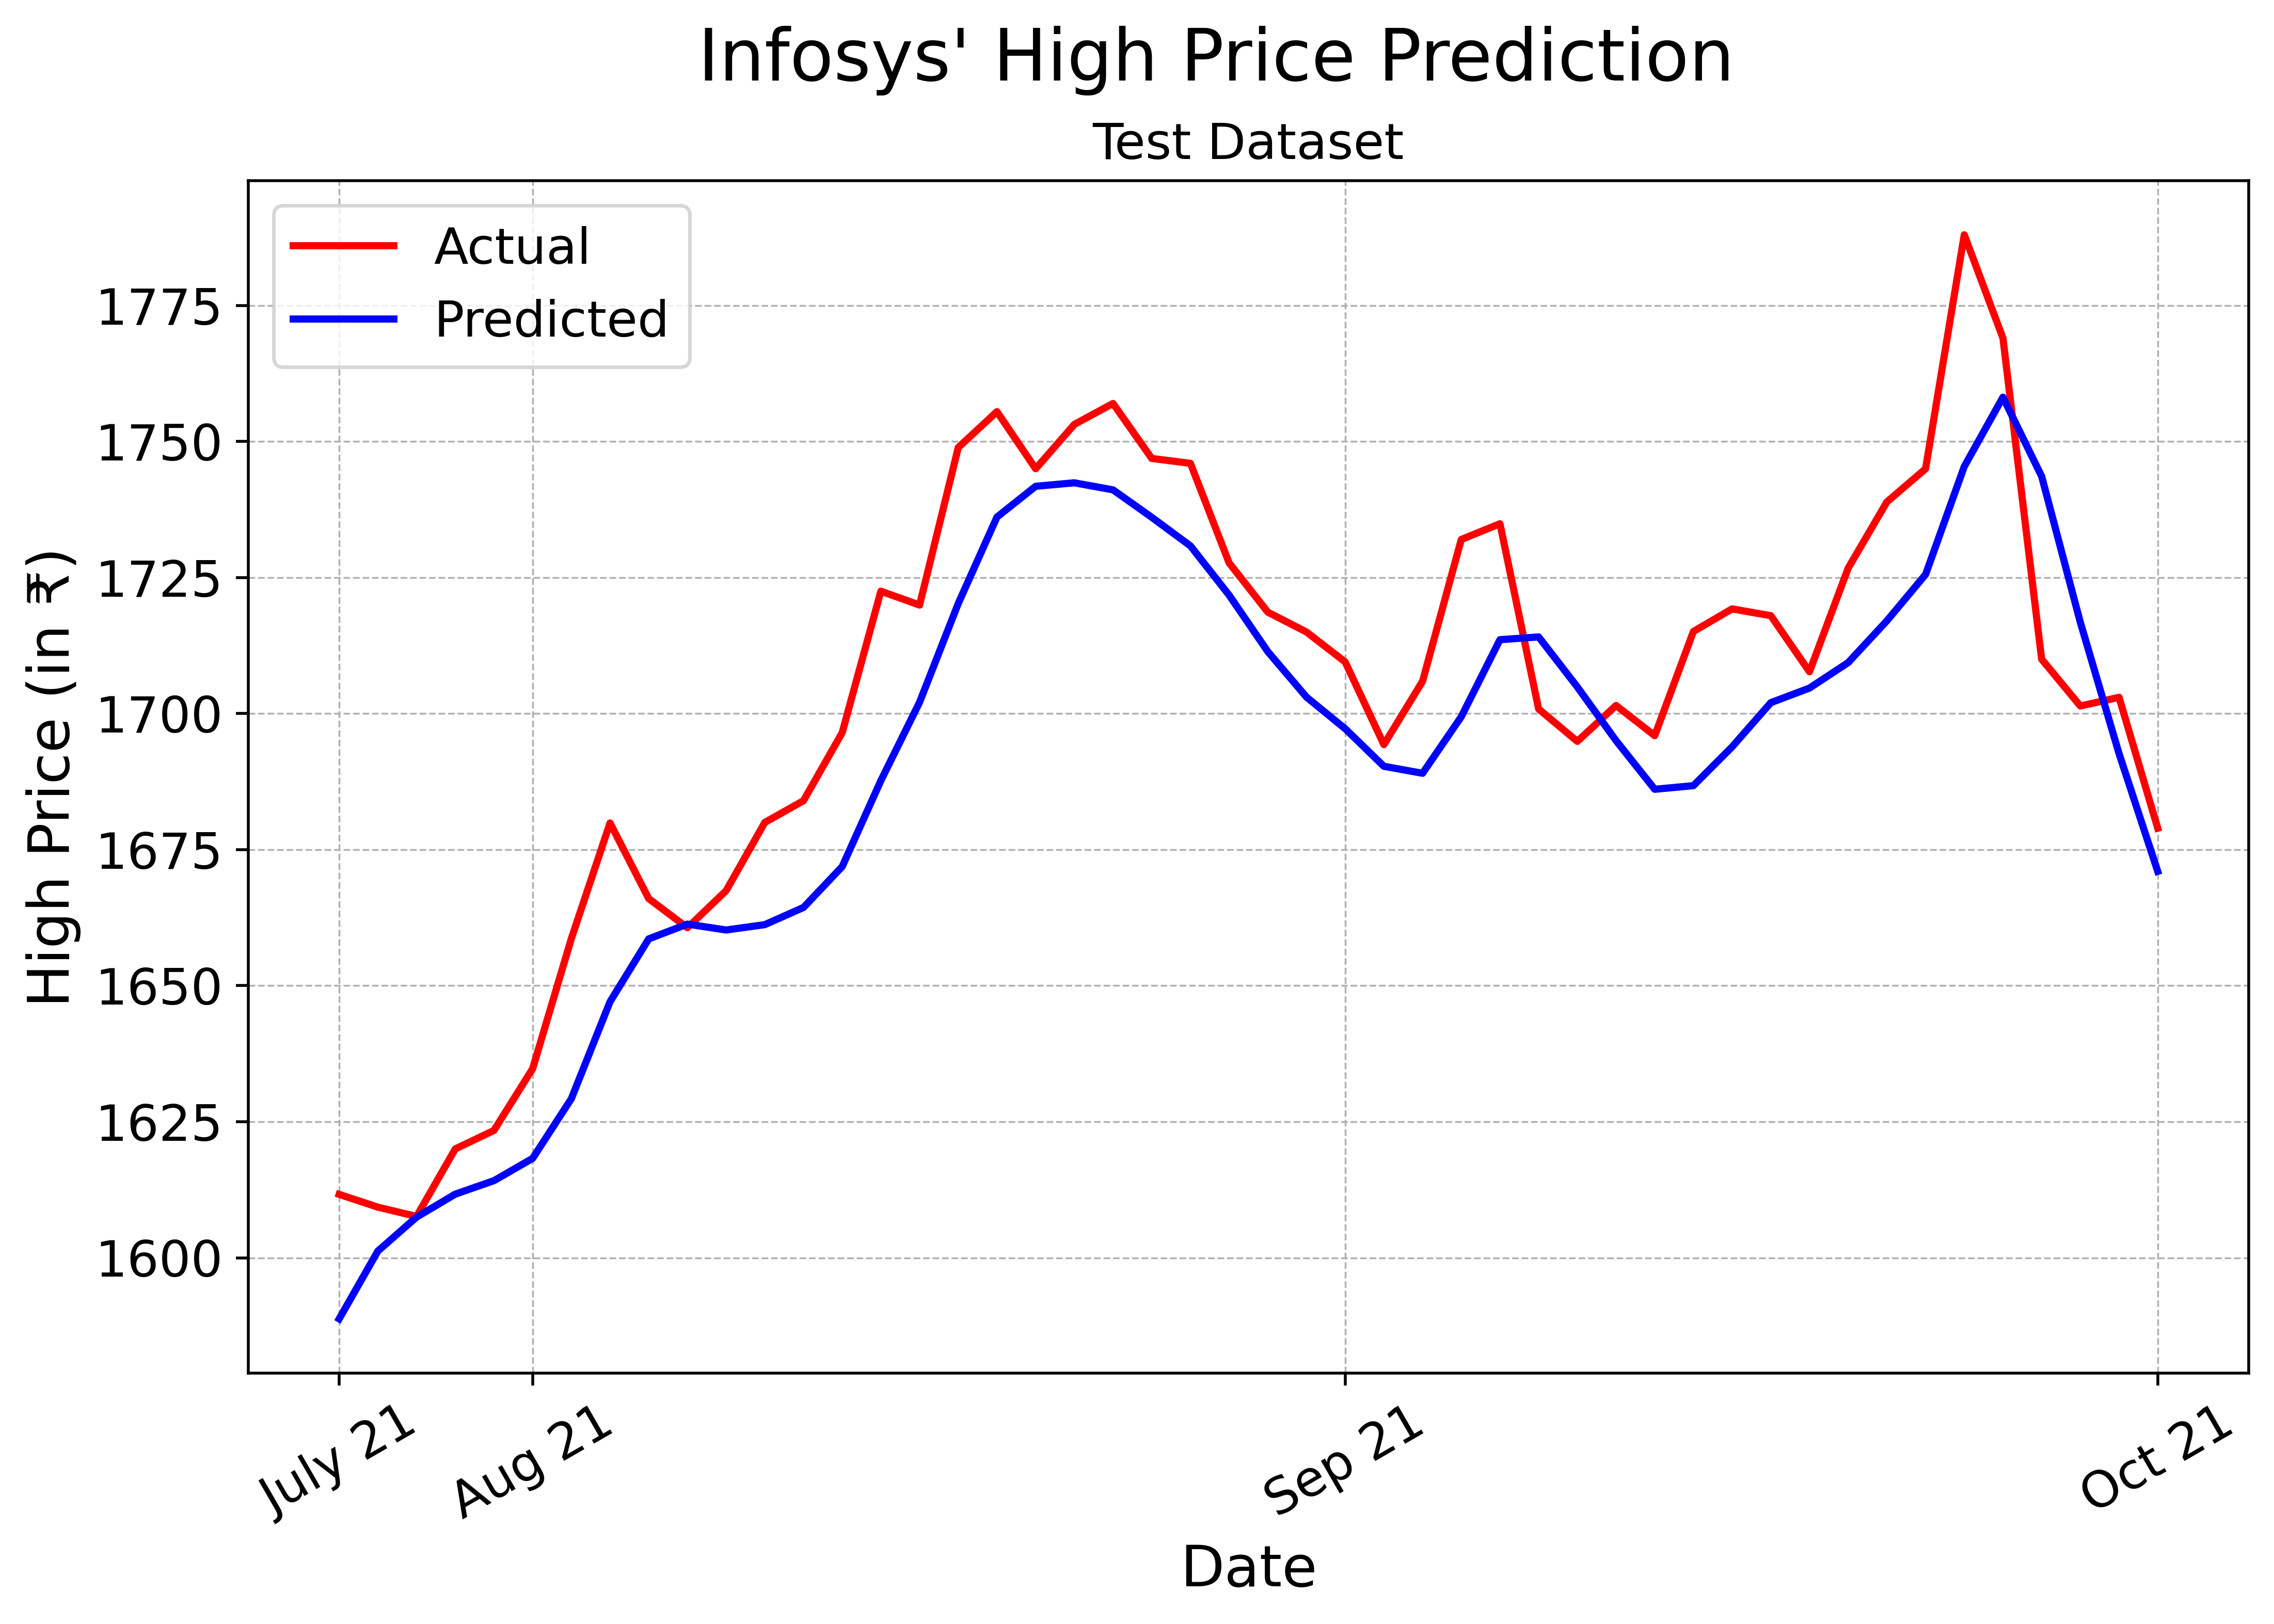 Infosys' High Price Prediction
Test Dataset
Actual
Predicted
High Price (in ₹)
1775
1750
1725
1700
1675
1650
1625
1600
July 21
Aug 21
Sep 21
Oct 21
Date